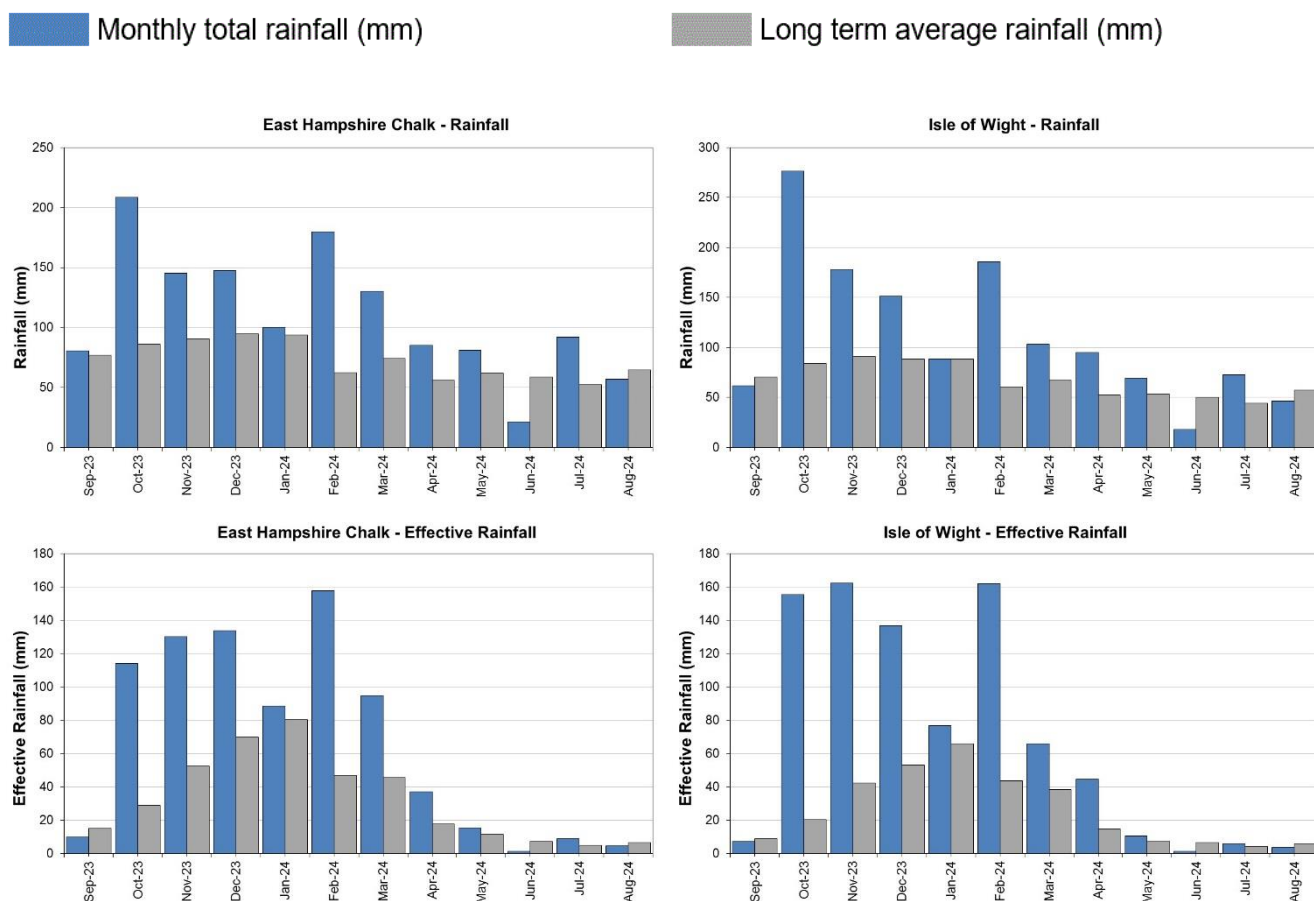 Monthly total rainfall (mm)
Long term average rainfall (mm)
East Hampshire Chalk - Rainfall
Rainfall (mm)
250
200
150
100
50
0
Sep-23
Oct-23
Nov-23
Dec-23
Jan-24
Feb-24
Mar-24
Apr-24
May-24
Jun-24
Jul-24
Aug-24
Isle of Wight - Rainfall
Rainfall (mm)
300
250
200
150
100
50
0
Sep-23
Oct-23
Nov-23
Dec-23
Jan-24
Feb-24
Mar-24
Apr-24
May-24
Jun-24
Jul-24
Aug-24
East Hampshire Chalk - Effective Rainfall
Effective Rainfall (mm)
180
160
140
120
100
80
60
40
20
0
Sep-23
Oct-23
Nov-23
Dec-23
Jan-24
Feb-24
Mar-24
Apr-24
May-24
Jun-24
Jul-24
Aug-24
Isle of Wight - Effective Rainfall
Effective Rainfall (mm)
180
160
140
120
100
80
60
40
20
0
Sep-23
Oct-23
Nov-23
Dec-23
Jan-24
Feb-24
Mar-24
Apr-24
May-24
Jun-24
Jul-24
Aug-24